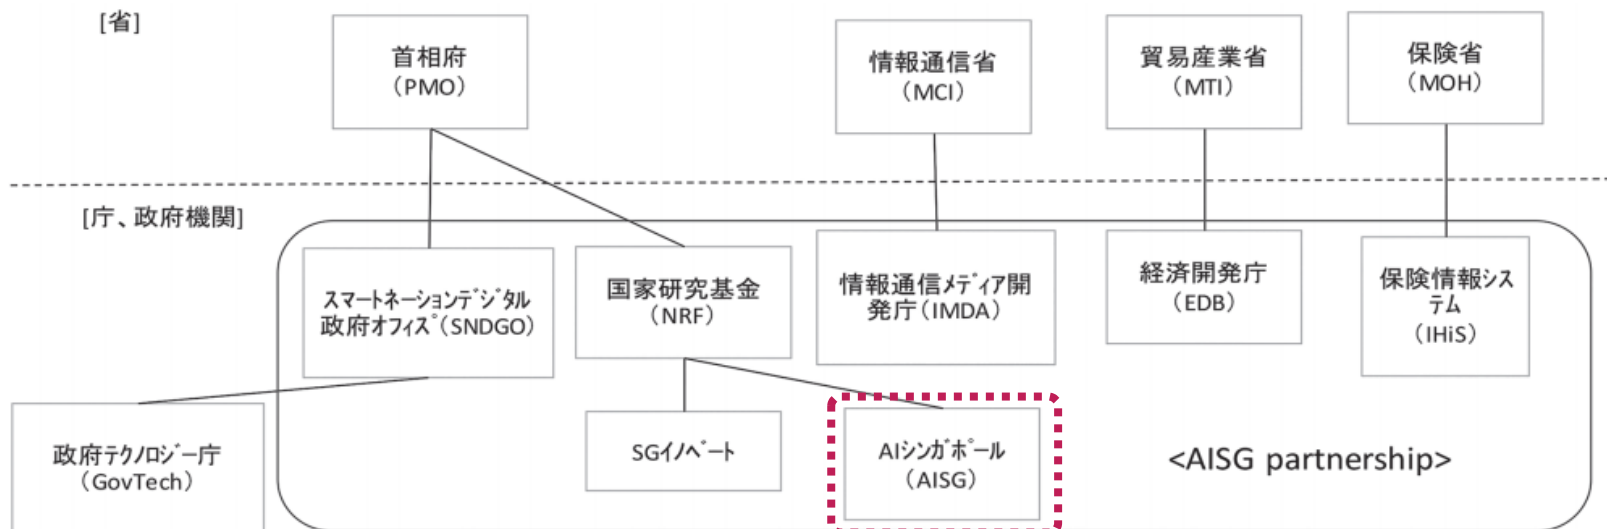 [省]
首相府
（PMO）
情報通信省
（MCI）
貿易産業省
（MTI）
保険省
（MOH）
[庁、政府機関]
スマートネーションデジタル
政府オフィス（SNDGO）
国家研究基金
（NRF）
情報通信メディア開
発庁（IMDA）
経済開発庁
（EDB）
保険情報シス
テム
（IHiS）
政府テクノロジー庁
（GovTech）
SGイノベート
AIシンガポール
（AISG）
<AISG partnership>